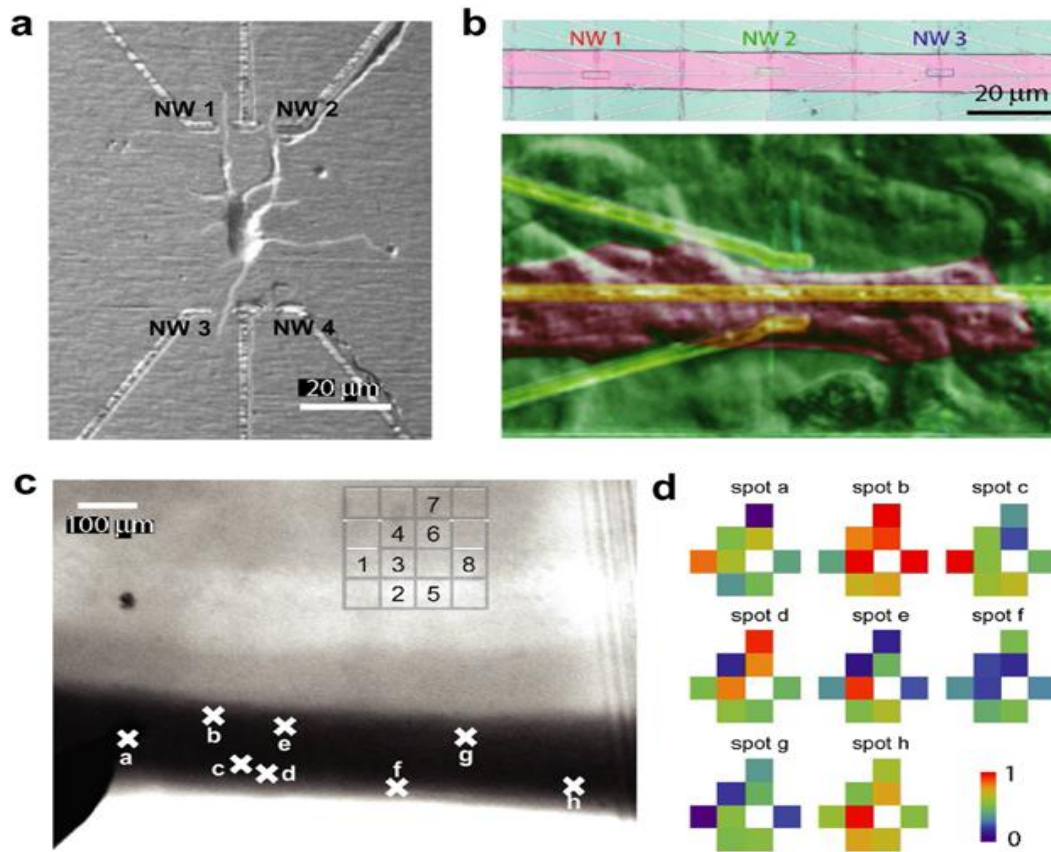 a
NW 1 NW 2
NW 3 NW 4
20 µm
b
NW 1 NW 2 NW 3
20 µm
c
100 µm
7
4 6
1 3 8
2 5
a b c d e f g h
d
spot a spot b spot c
spot d spot e spot f
spot g spot h
1
0